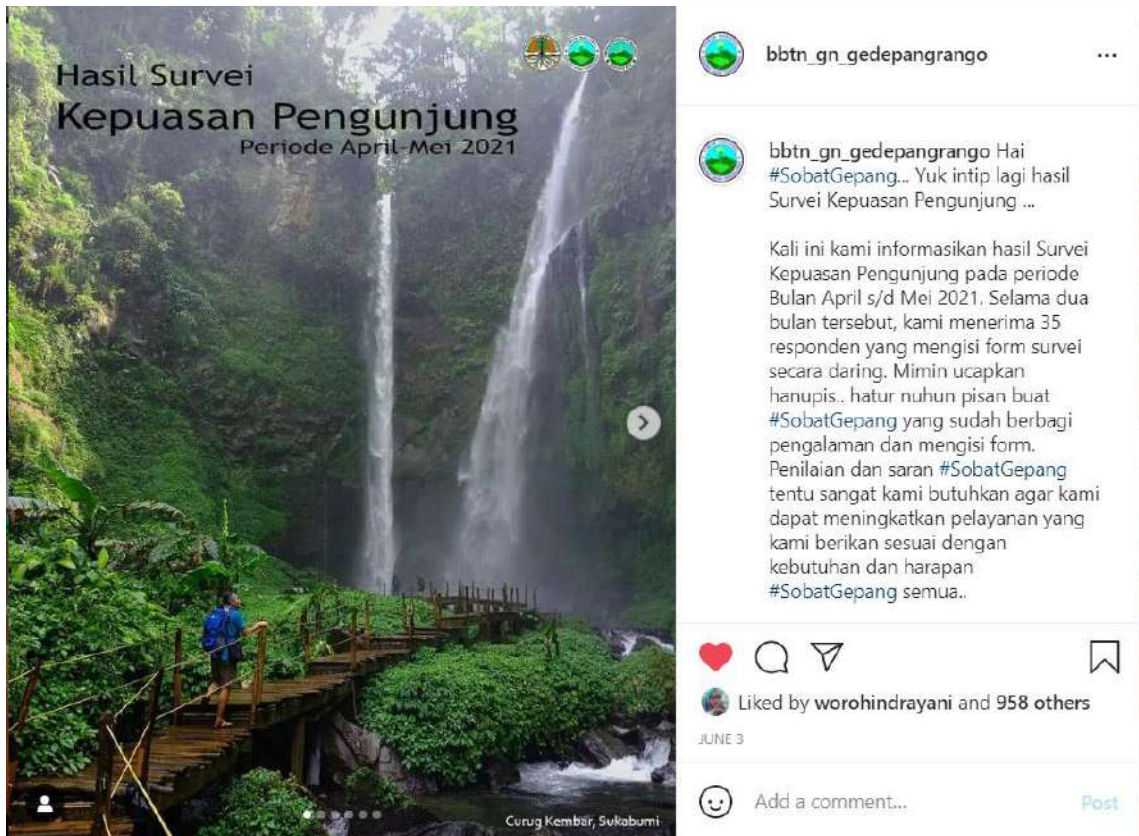 Hasil Survei
Kepuasan Pengunjung
Periode April-Mei 2021
Curug Kembar, Sukabumi
bbtn_gn_gedepangrango
bbtn_gn_gedepangrango Hai
#SobatGepang... Yuk intip lagi hasil
Survei Kepuasan Pengunjung ...
Kali ini kami informasikan hasil Survei
Kepuasan Pengunjung pada periode
Bulan April s/d Mei 2021. Selama dua
bulan tersebut, kami menerima 35
responden yang mengisi form survei
secara daring. Mimin ucapkan
hanupis.. hatur nuhun pisan buat
#SobatGepang yang sudah berbagi
pengalaman dan mengisi form.
Penilaian dan saran #SobatGepang
tentu sangat kami butuhkan agar kami
dapat meningkatkan pelayanan yang
kami berikan sesuai dengan
kebutuhan dan harapan
#SobatGepang semua..
Liked by worohindrayani and 958 others
JUNE 3
Add a comment...
Post